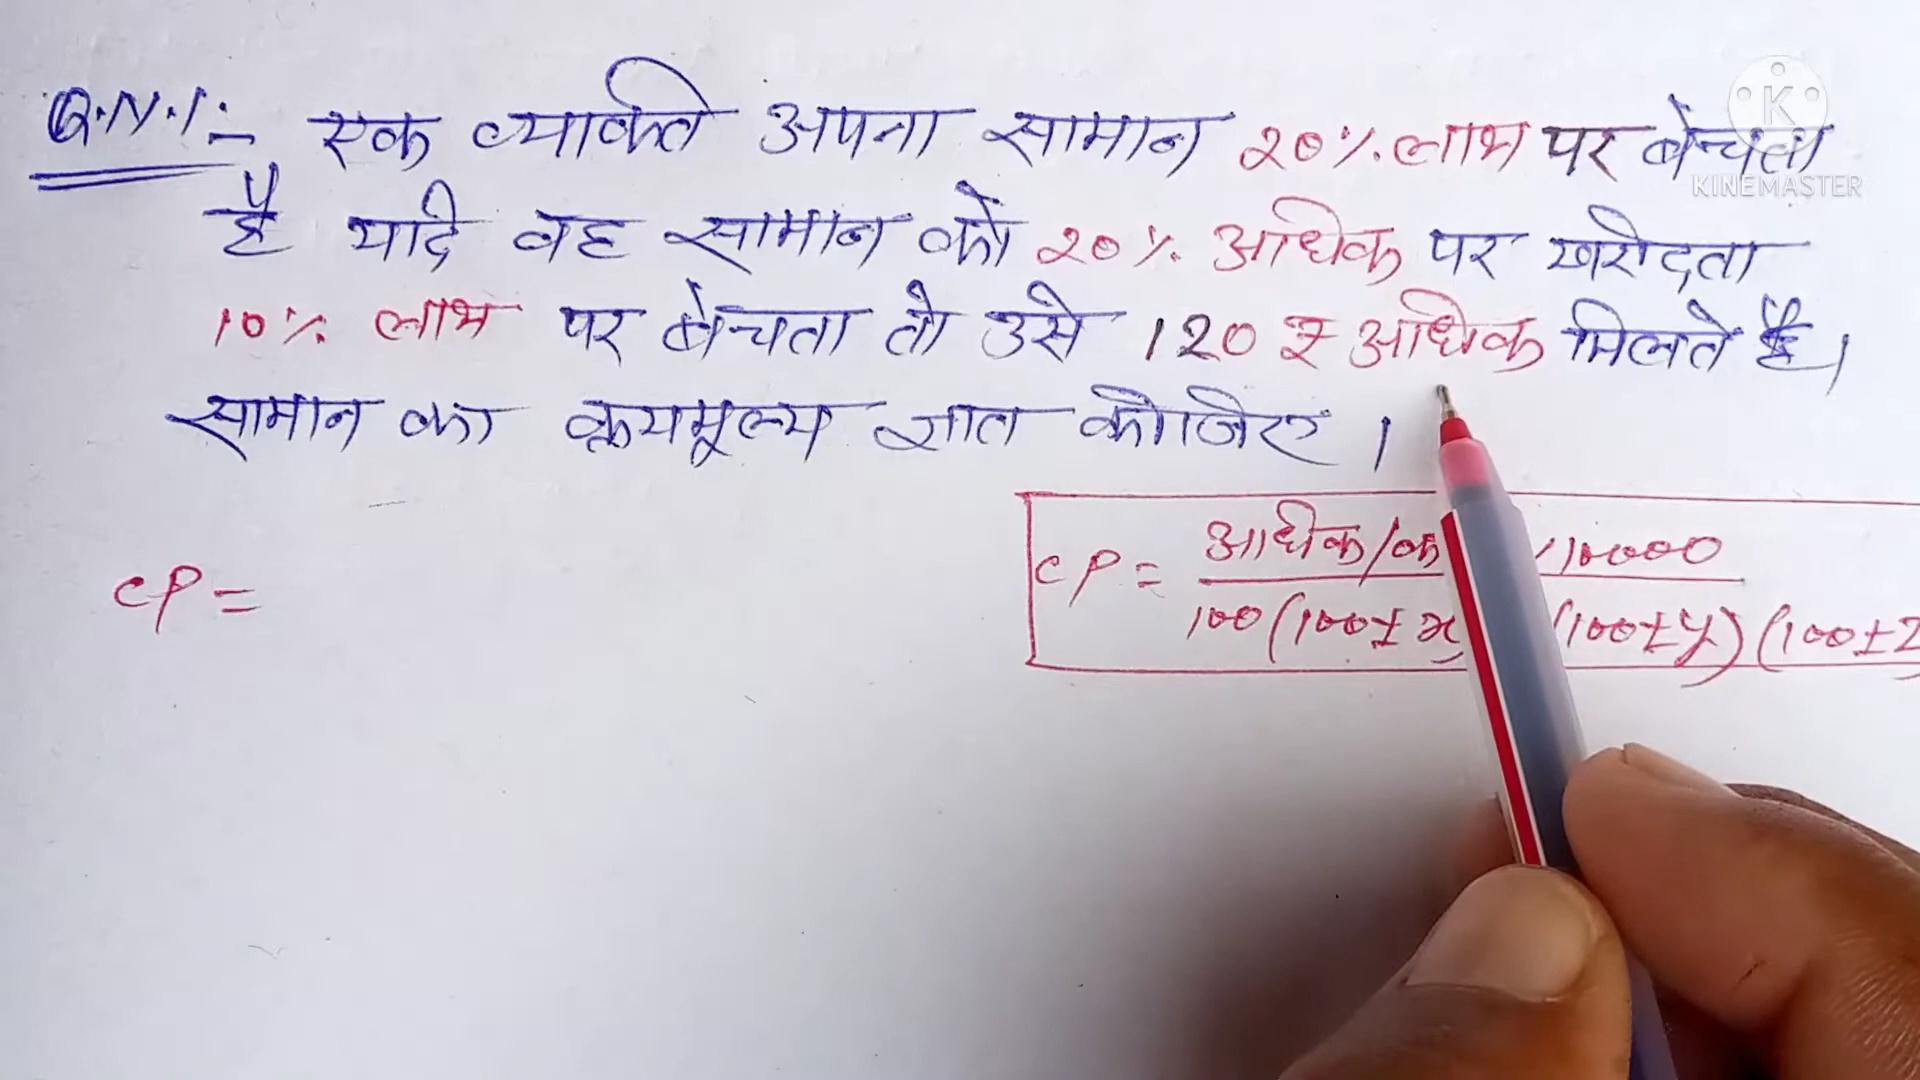 Q.N.1:- एक व्यक्ति अपना सामान 20% लाभ पर बेचता
है यदि वह सामान को 20% अधिक पर खरीदता
10% लाभ पर बेचता तो उसे 120 ₹ अधिक मिलते है।
सामान का क्रयमूल्य ज्ञात कीजिए।
CP =
CP = अधिक/क 10000
100(100±x) (100±y)(100±z
K
KINEMASTER